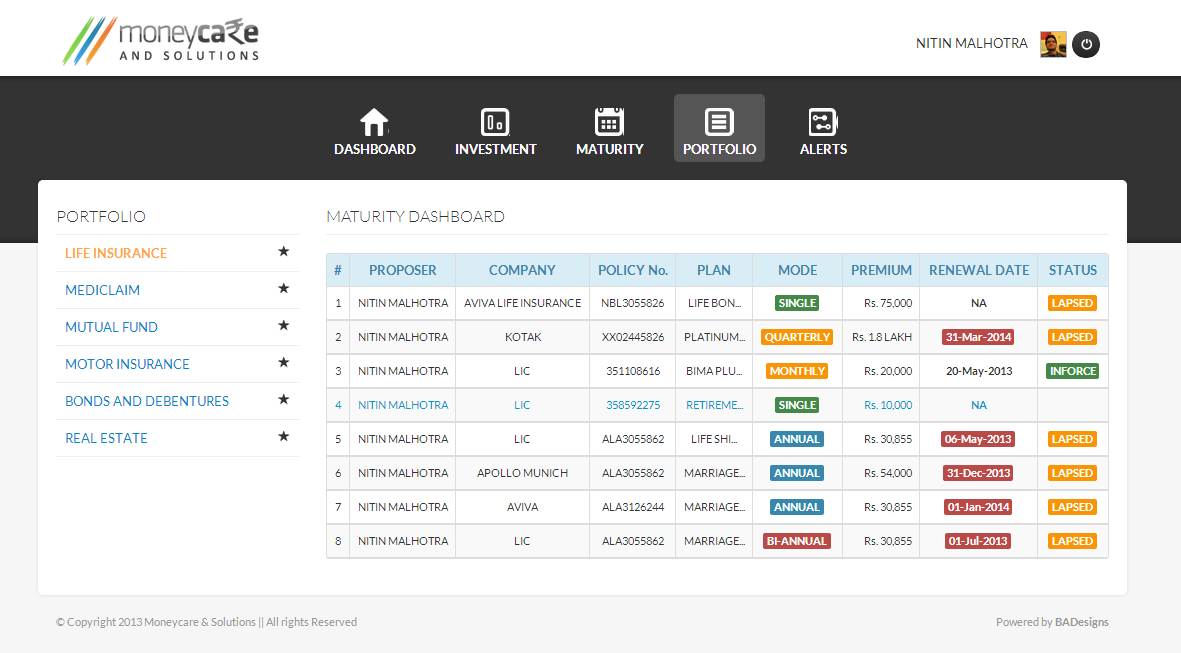 moneycare
AND SOLUTIONS
NITIN MALHOTRA
DASHBOARD INVESTMENT MATURITY PORTFOLIO ALERTS
PORTFOLIO
LIFE INSURANCE
MEDICLAIM
MUTUAL FUND
MOTOR INSURANCE
BONDS AND DEBENTURES
REAL ESTATE
MATURITY DASHBOARD
# PROPOSER COMPANY POLICY No. PLAN MODE PREMIUM RENEWAL DATE STATUS
1 NITIN MALHOTRA AVIVA LIFE INSURANCE NBL3055826 LIFE BON... SINGLE Rs. 75,000 NA LAPSED
2 NITIN MALHOTRA KOTAK XX02445826 PLATINUM... QUARTERLY Rs. 1.8 LAKH 31-Mar-2014 LAPSED
3 NITIN MALHOTRA LIC 351108616 BIMA PLU... MONTHLY Rs. 20,000 20-May-2013 INFORCE
4 NITIN MALHOTRA LIC 358592275 RETIREME... SINGLE Rs. 10,000 NA
5 NITIN MALHOTRA LIC ALA3055862 LIFE SHI... ANNUAL Rs. 30,855 06-May-2013 LAPSED
6 NITIN MALHOTRA APOLLO MUNICH ALA3055862 MARRIAGE... ANNUAL Rs. 54,000 31-Dec-2013 LAPSED
7 NITIN MALHOTRA AVIVA ALA3126244 MARRIAGE... ANNUAL Rs. 30,855 01-Jan-2014 LAPSED
8 NITIN MALHOTRA LIC ALA3055862 MARRIAGE... BI-ANNUAL Rs. 30,855 01-Jul-2013 LAPSED
© Copyright 2013 Moneycare & Solutions || All rights Reserved
Powered by BADesigns